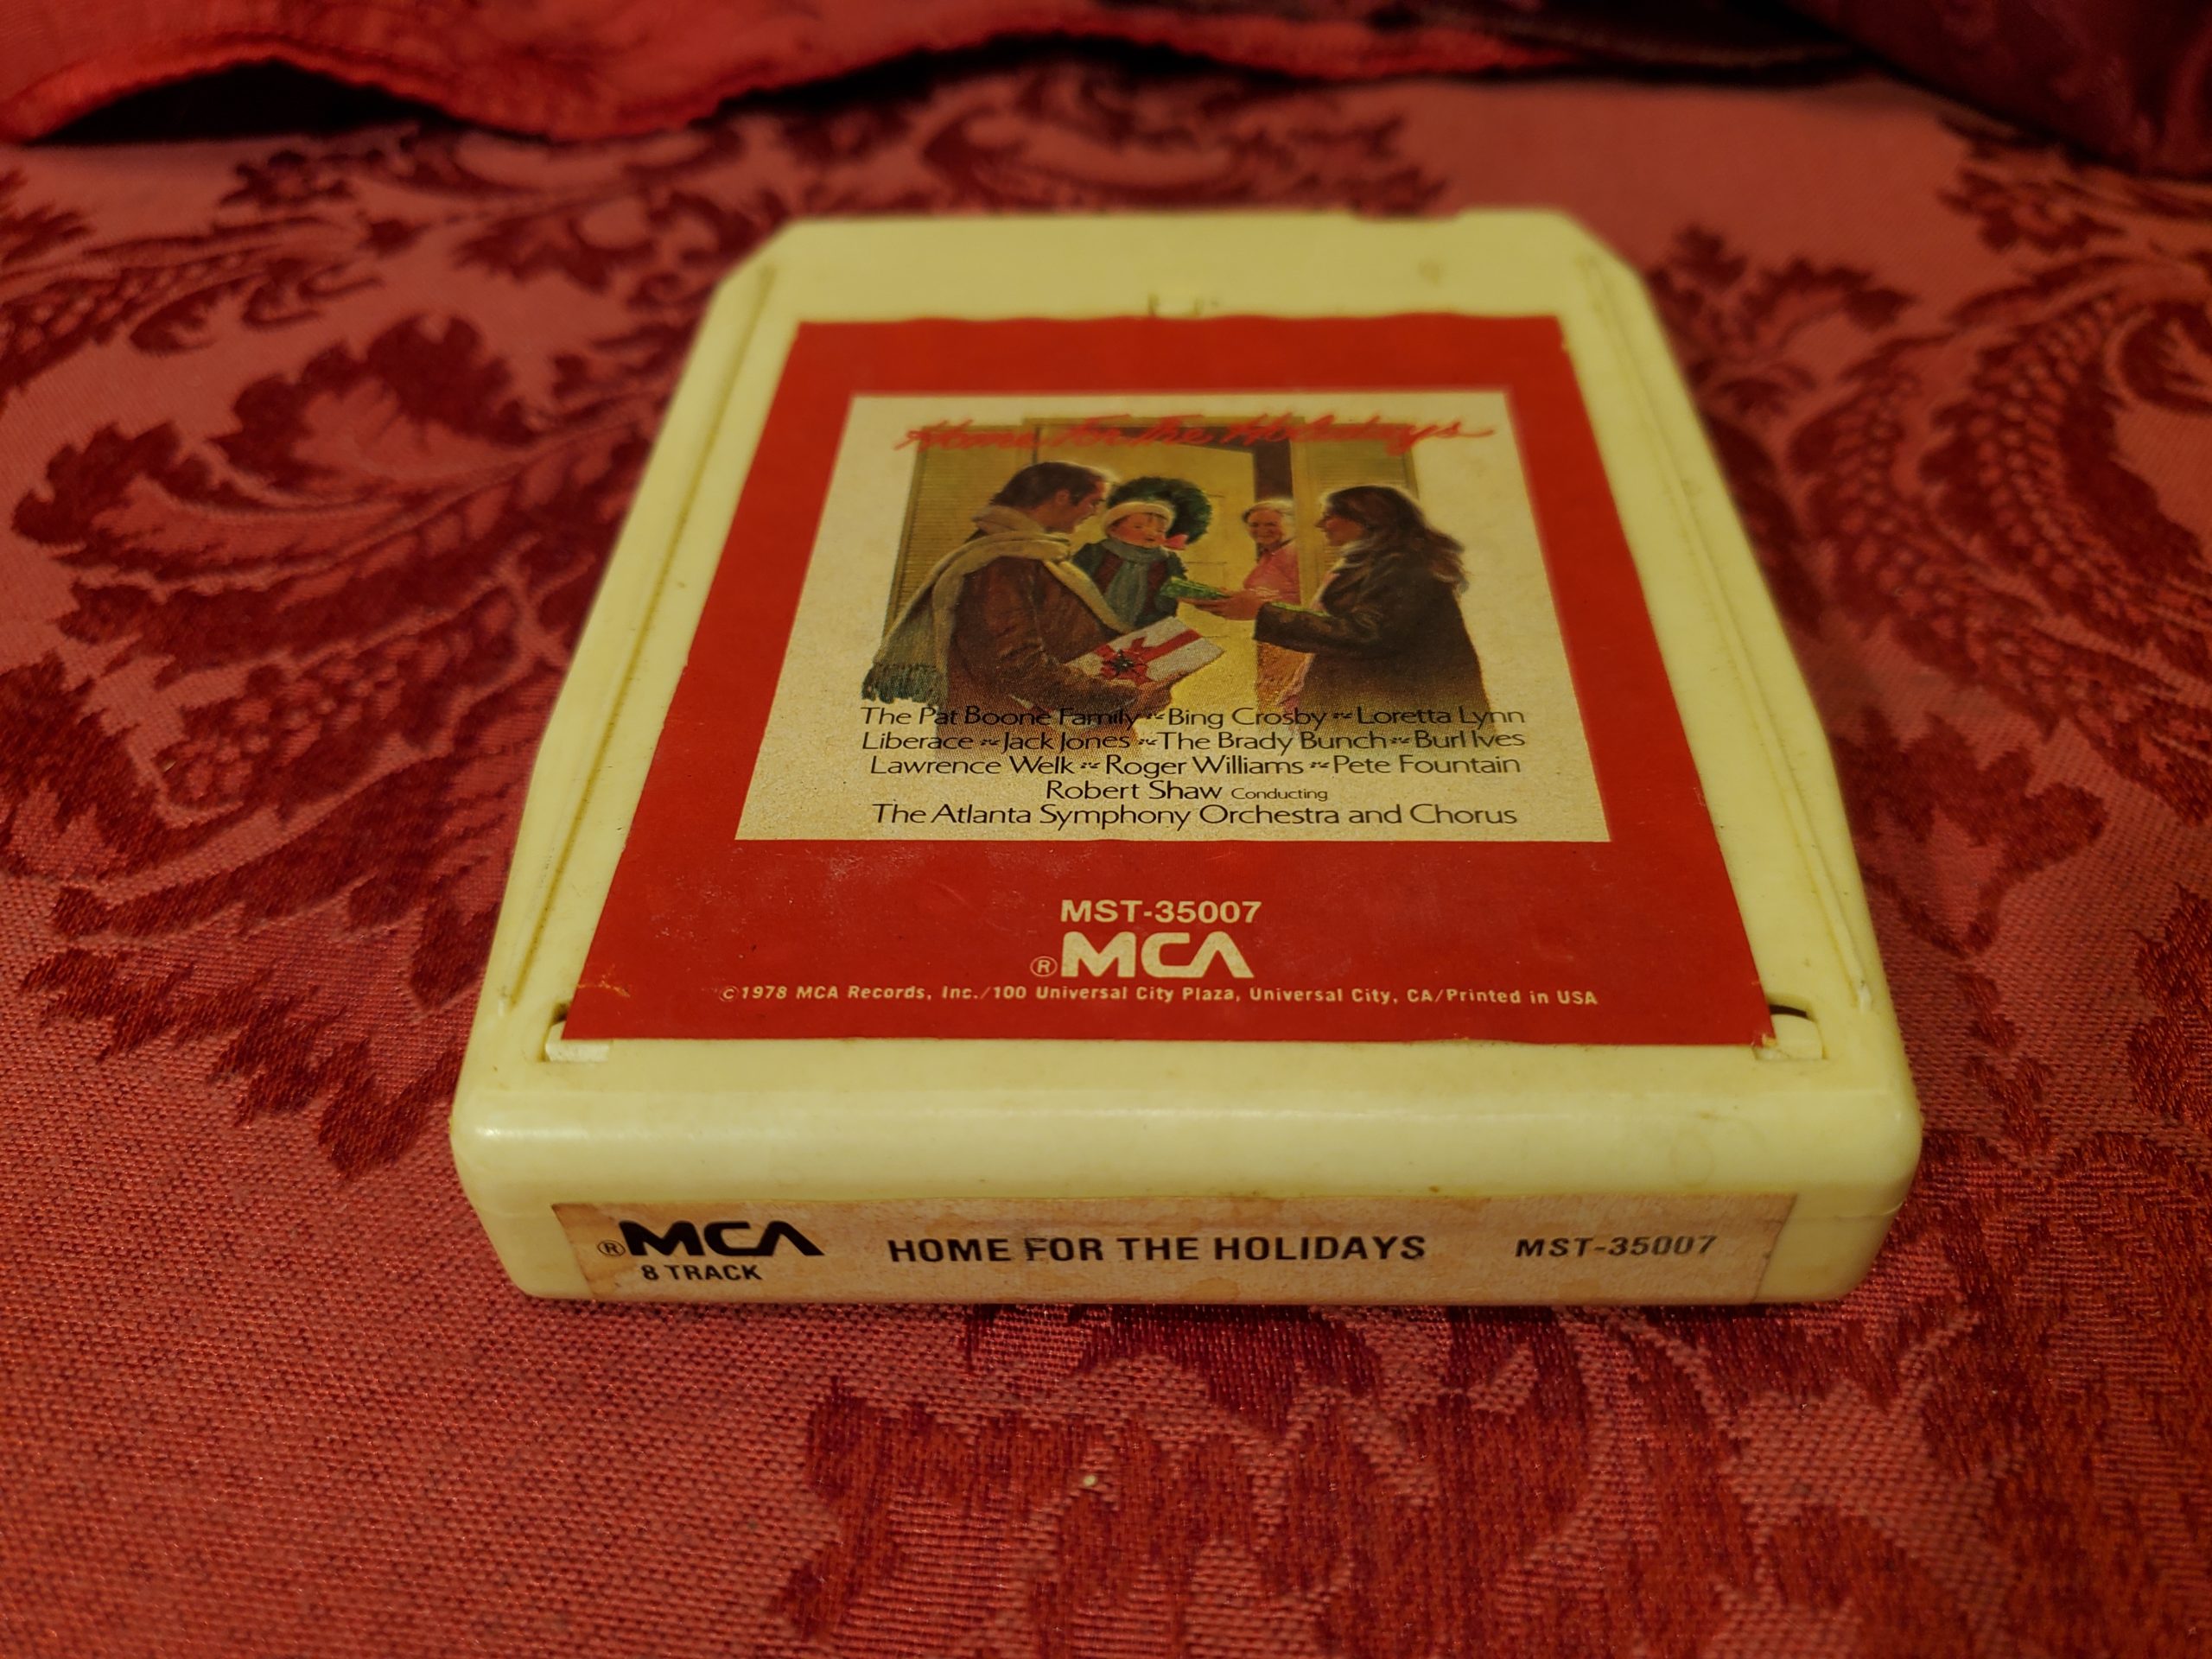 Home for the Holidays
The Pat Boone Family ~ Bing Crosby ~ Loretta Lynn
Liberace ~ Jack Jones ~ The Brady Bunch ~ Burl Ives
Lawrence Welk ~ Roger Williams ~ Pete Fountain
Robert Shaw Conducting
The Atlanta Symphony Orchestra and Chorus
MST-35007
®MCA
©1978 MCA Records, Inc./100 Universal City Plaza, Universal City, CA/Printed in USA
®MCA HOME FOR THE HOLIDAYS MST-35007
8 TRACK